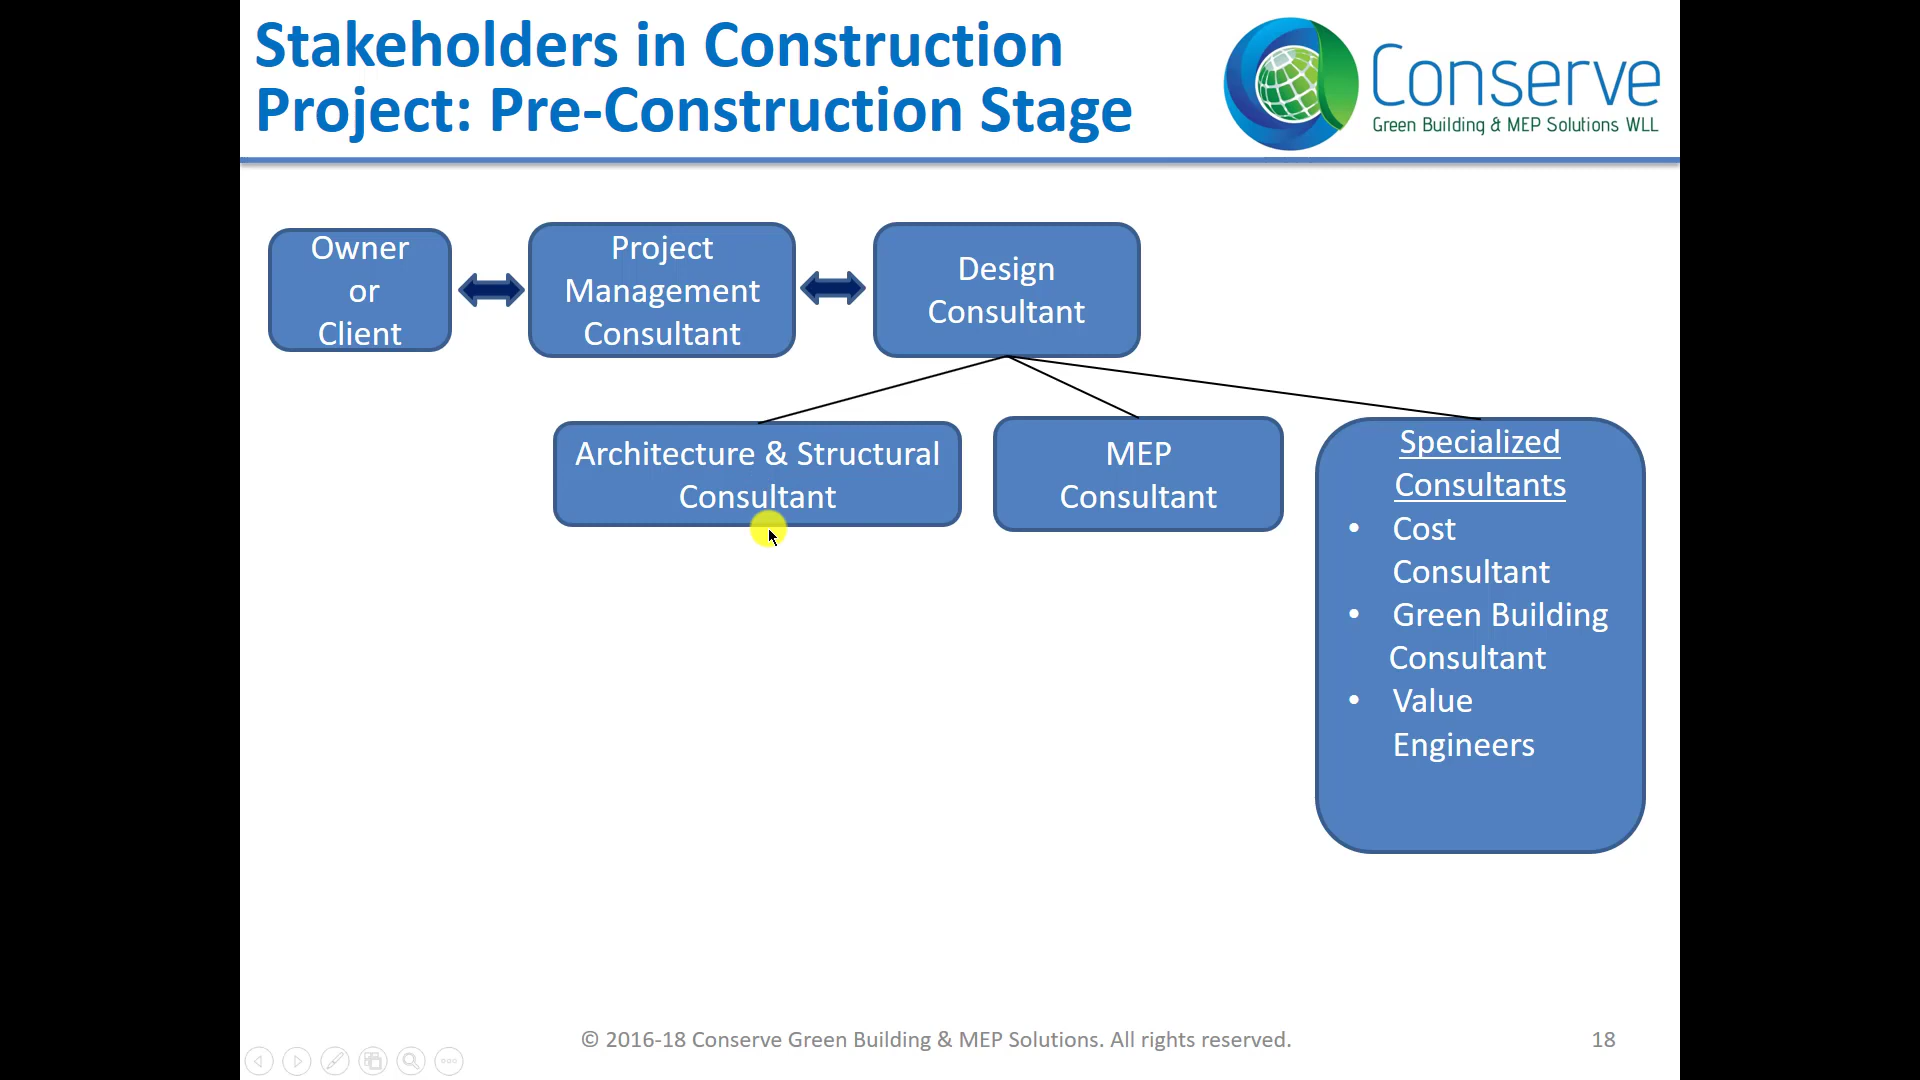 Stakeholders in Construction
Project: Pre-Construction Stage
Conserve
Green Building & MEP Solutions WLL
Owner
or
Client
Project
Management
Consultant
Design
Consultant
Architecture & Structural
Consultant
MEP
Consultant
Specialized
Consultants
• Cost
Consultant
• Green Building
Consultant
• Value
Engineers
© 2016-18 Conserve Green Building & MEP Solutions. All rights reserved.
18